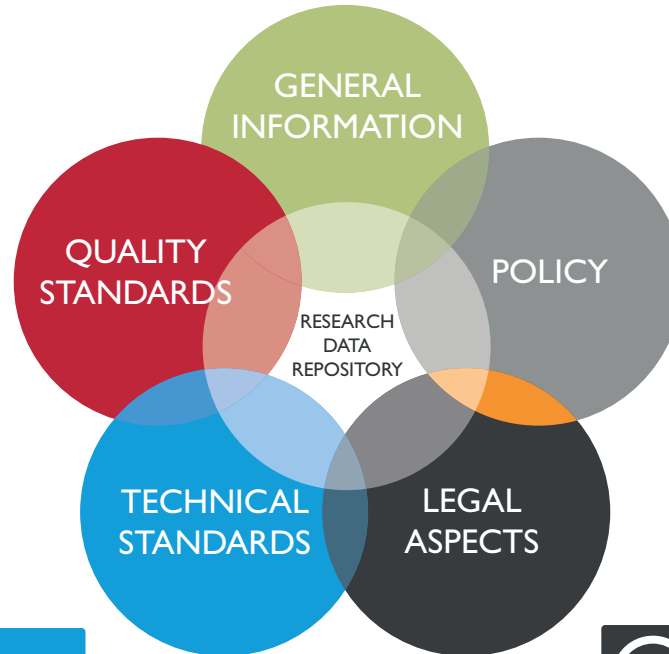 GENERAL
INFORMATION
QUALITY
STANDARDS
POLICY
RESEARCH
DATA
REPOSITORY
TECHNICAL
STANDARDS
LEGAL
ASPECTS